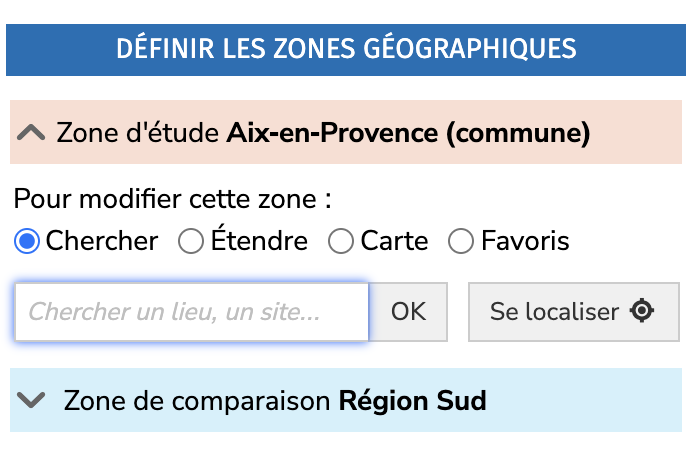 DÉFINIR LES ZONES GÉOGRAPHIQUES
Zone d'étude Aix-en-Provence (commune)
Pour modifier cette zone :
Chercher Étendre Carte Favoris
Chercher un lieu, un site... OK Se localiser
Zone de comparaison Région Sud